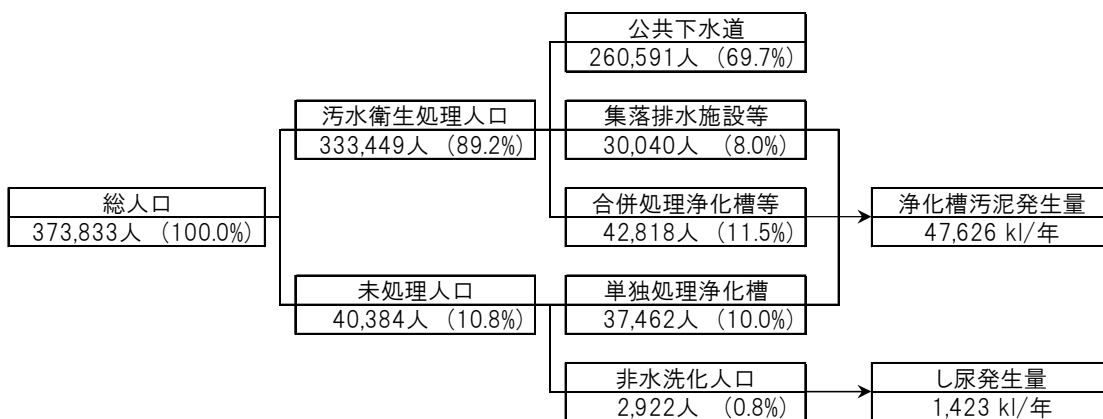 公共下水道
260,591人 (69.7%)
汚水衛生処理人口
333,449人 (89.2%)
集落排水施設等
30,040人 (8.0%)
総人口
373,833人 (100.0%)
合併処理浄化槽等
42,818人 (11.5%)
浄化槽汚泥発生量
47,626 kl/年
未処理人口
40,384人 (10.8%)
単独処理浄化槽
37,462人 (10.0%)
非水洗化人口
2,922人 (0.8%)
し尿発生量
1,423 kl/年